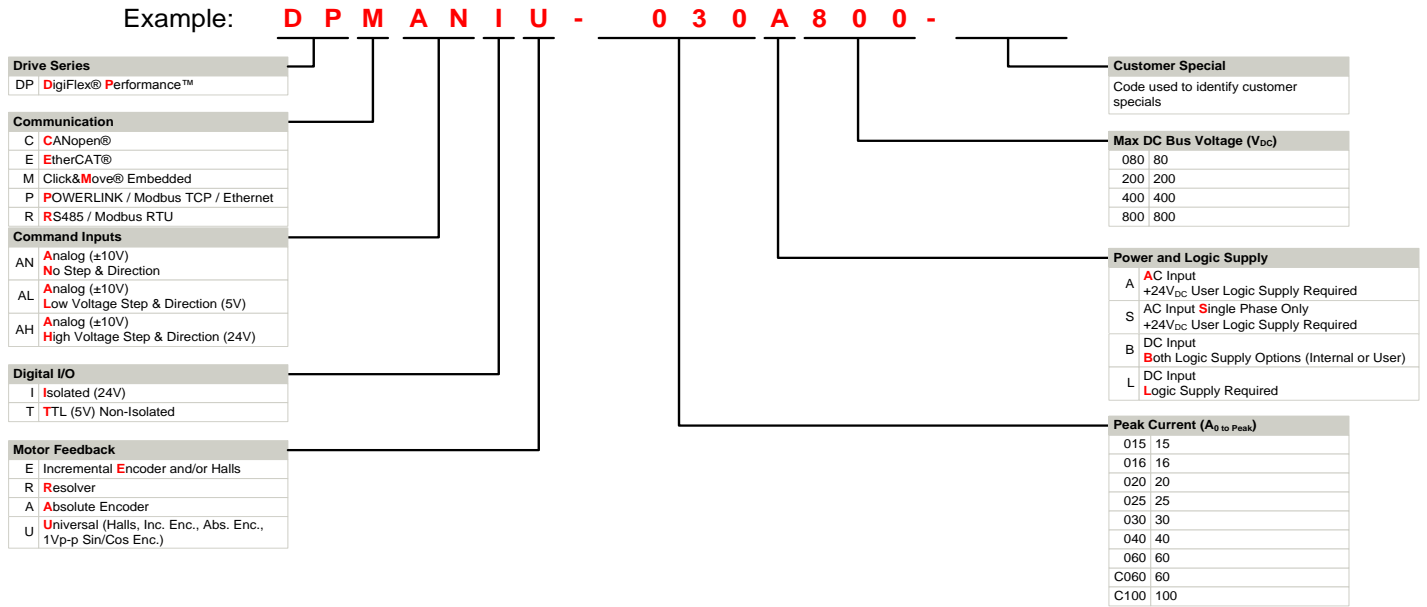 Example: D P M A N I U - 0 3 0 A 8 0 0 -
Drive Series
DP DigiFlex® Performance™
Communication
C CANopen®
E EtherCAT®
M Click&Move® Embedded
P POWERLINK / Modbus TCP / Ethernet
R RS485 / Modbus RTU
Command Inputs
AN Analog (±10V)
No Step & Direction
AL Analog (±10V)
Low Voltage Step & Direction (5V)
AH Analog (±10V)
High Voltage Step & Direction (24V)
Digital I/O
I Isolated (24V)
T TTL (5V) Non-Isolated
Motor Feedback
E Incremental Encoder and/or Halls
R Resolver
A Absolute Encoder
U Universal (Halls, Inc. Enc., Abs. Enc.,
1Vp-p Sin/Cos Enc.)
Customer Special
Code used to identify customer
specials
Max DC Bus Voltage (VDC)
080 80
200 200
400 400
800 800
Power and Logic Supply
A AC Input
+24VDC User Logic Supply Required
S AC Input Single Phase Only
+24VDC User Logic Supply Required
B DC Input
Both Logic Supply Options (Internal or User)
L DC Input
Logic Supply Required
Peak Current (A0 to Peak)
015 15
016 16
020 20
025 25
030 30
040 40
060 60
C060 60
C100 100